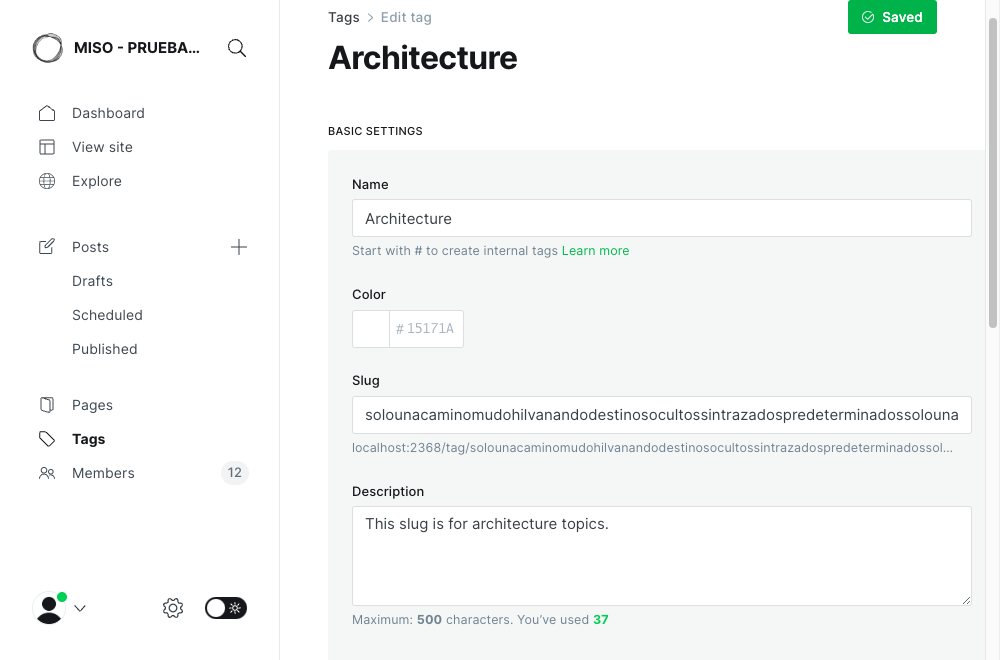 Tags > Edit tag
Saved
MISO - PRUEBA...
Architecture
Dashboard
View site
Explore
Posts
Drafts
Scheduled
Published
Pages
Tags
Members 12
BASIC SETTINGS
Name
Architecture
Start with # to create internal tags Learn more
Color
# 15171A
Slug
solounacaminomudohilvanandodestinosocultossintrazadospredeterminadossolouna
localhost:2368/tag/solounacaminomudohilvanandodestinosocultossintrazadospredeterminadossol...
Description
This slug is for architecture topics.
Maximum: 500 characters. You've used 37